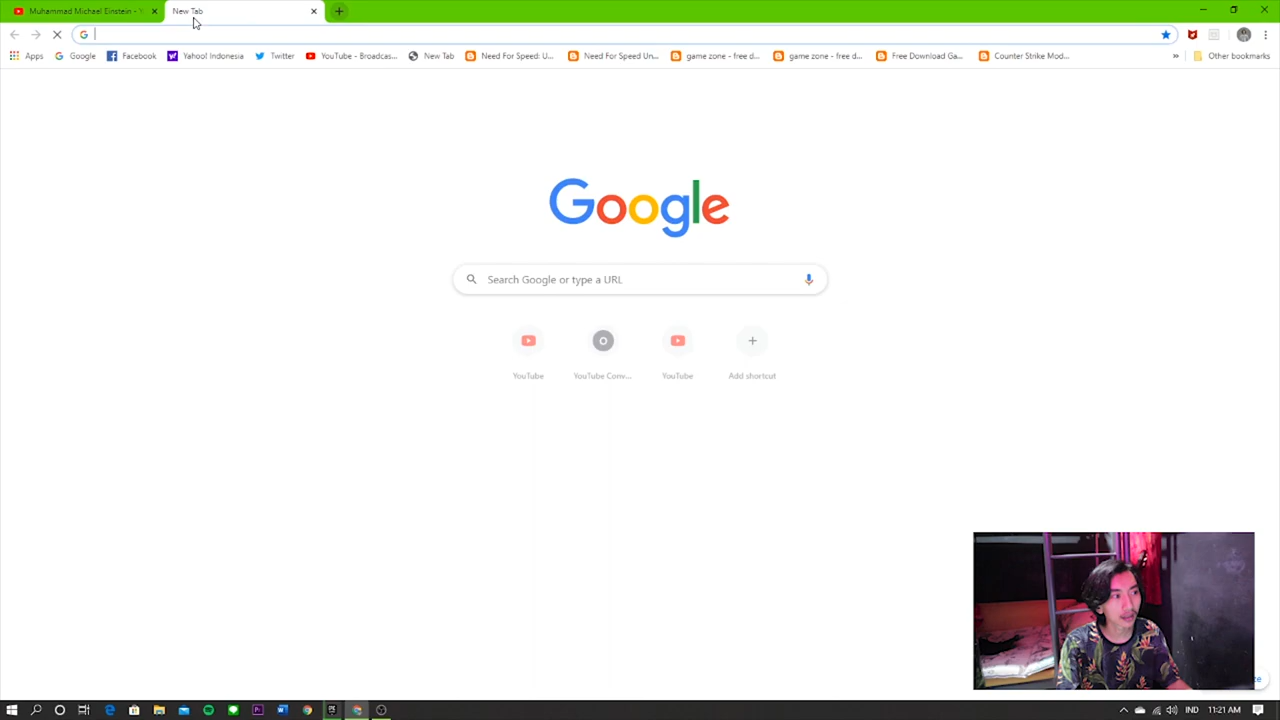 Muhammad Michael Einstein - Y
New Tab
Apps
Google
Facebook
Yahoo! Indonesia
Twitter
YouTube - Broadcas...
New Tab
Need For Speed: U...
Need For Speed Un...
game zone - free d...
game zone - free d...
Free Download Ga...
Counter Strike Mod...
»
Other bookmarks
Google
Search Google or type a URL
YouTube
O
YouTube Conv...
YouTube
Add shortcut
IND
11:21 AM